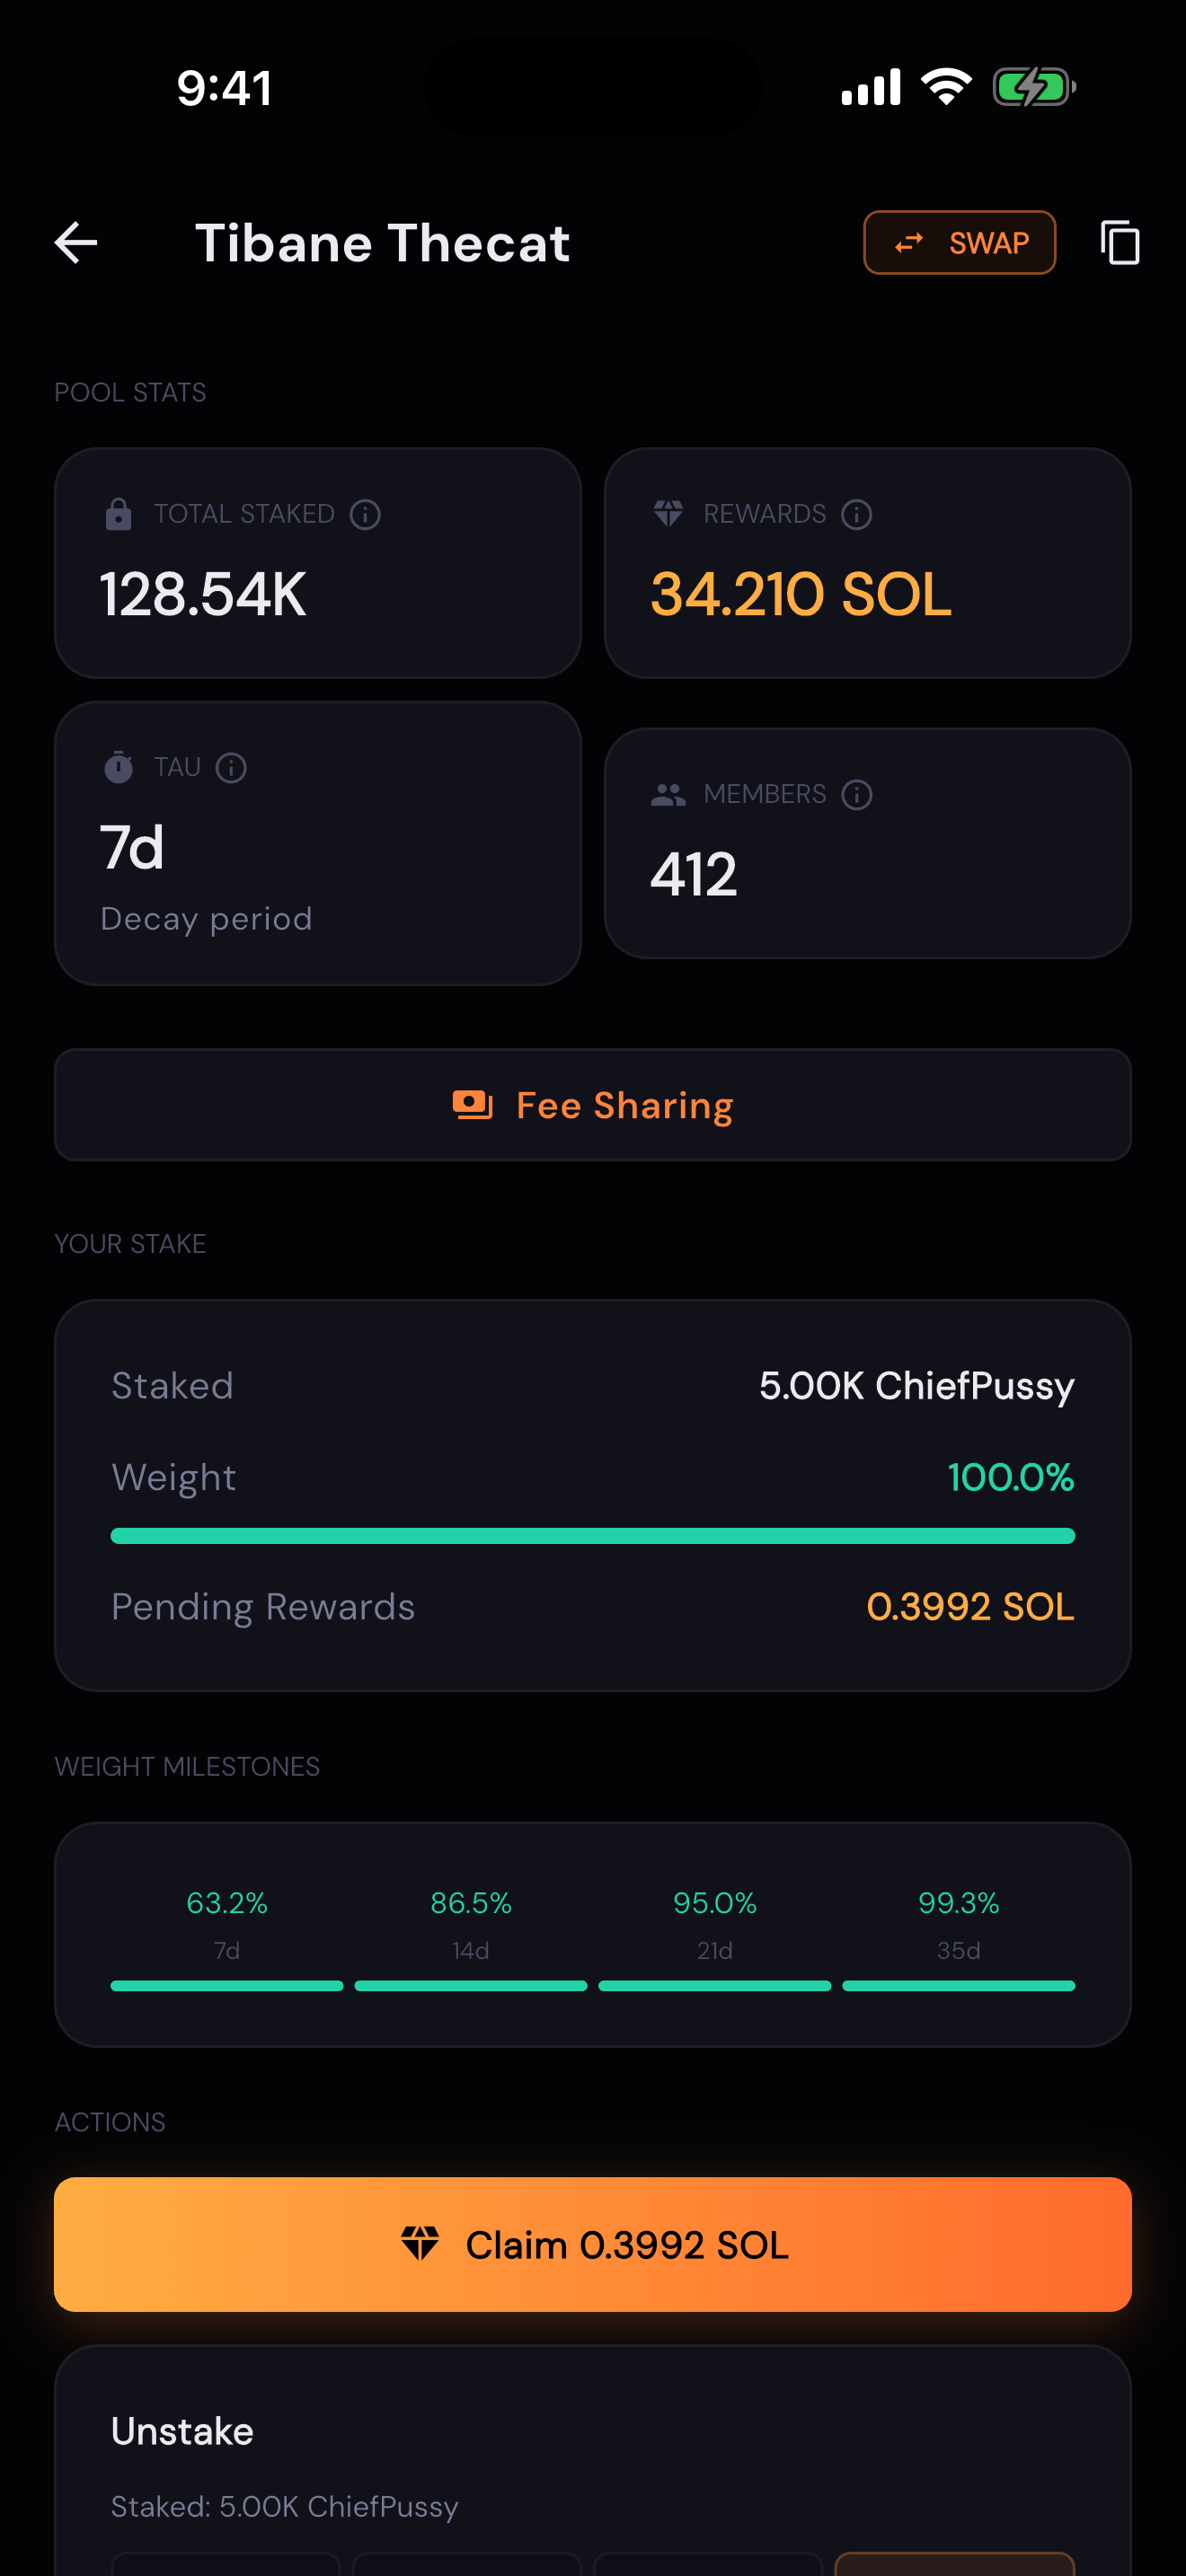 9:41
Tibane Thecat
SWAP
POOL STATS
TOTAL STAKED
128.54K
REWARDS
34.210 SOL
TAU
7d
Decay period
MEMBERS
412
Fee Sharing
YOUR STAKE
Staked 5.00K ChiefPussy
Weight 100.0%
Pending Rewards 0.3992 SOL
WEIGHT MILESTONES
63.2% 86.5% 95.0% 99.3%
7d 14d 21d 35d
ACTIONS
Claim 0.3992 SOL
Unstake
Staked: 5.00K ChiefPussy